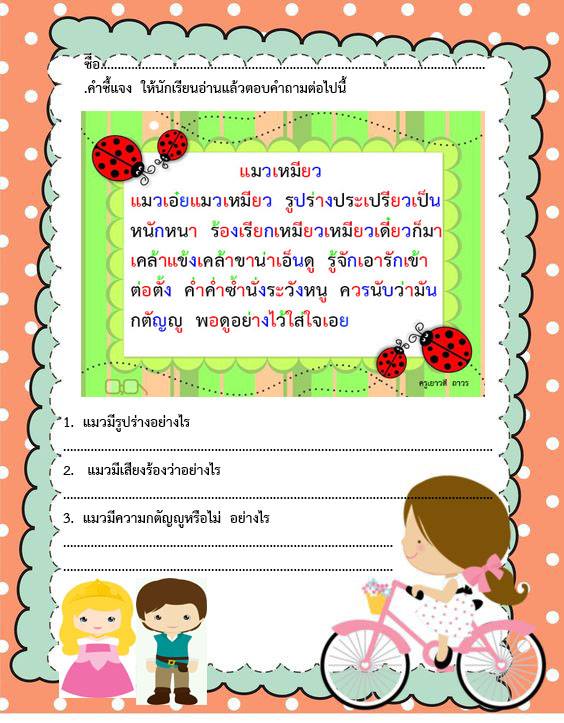 ชื่อ........................................................................................................
.คำชี้แจง ให้นักเรียนอ่านแล้วตอบคำถามต่อไปนี้
แมวเหมียว
แมวเอ๋ยแมวเหมียว รูปร่างประเปรียวเป็น
หนักหนา ร้องเรียกเหมียวเหมียวเดี๋ยวก็มา
เคล้าแข้งเคล้าขาน่าเอ็นดู รู้จักเอารักเข้า
ต่อตั้ง ค่ำค่ำซ้ำนั่งระวังหนู ควรนับว่ามัน
กตัญญู พอดูอย่างไว้ใส่ใจเอย
ครูเยาวดี ถาวร
1. แมวมีรูปร่างอย่างไร
2. แมวมีเสียงร้องว่าอย่างไร
3. แมวมีความกตัญญูหรือไม่ อย่างไร